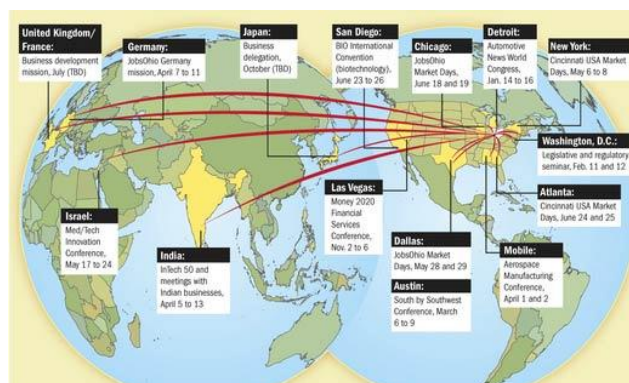 United Kingdom/
France:
Business development
mission, July (TBD)
Germany:
JobsOhio Germany
mission, April 7 to 11
Japan:
Business
delegation,
October (TBD)
San Diego:
BIO International
Convention
(biotechnology),
June 23 to 26
Chicago:
JobsOhio
Market Days,
June 18 and 19
Detroit:
Automotive
News World
Congress,
Jan. 14 to 16
New York:
Cincinnati USA Market
Days, May 6 to 8
Washington, D.C.:
Legislative and regulatory
seminar, Feb. 11 and 12
Las Vegas:
Money 2020
Financial
Services
Conference,
Nov. 2 to 6
Atlanta:
Cincinnati USA Market
Days, June 24 and 25
Israel:
Med/Tech
Innovation
Conference,
May 17 to 24
India:
InTech 50 and
meetings with
Indian businesses,
April 5 to 13
Dallas:
JobsOhio Market
Days, May 28 and 29
Mobile:
Aerospace
Manufacturing
Conference,
April 1 and 2
Austin:
South by Southwest
Conference, March
6 to 9